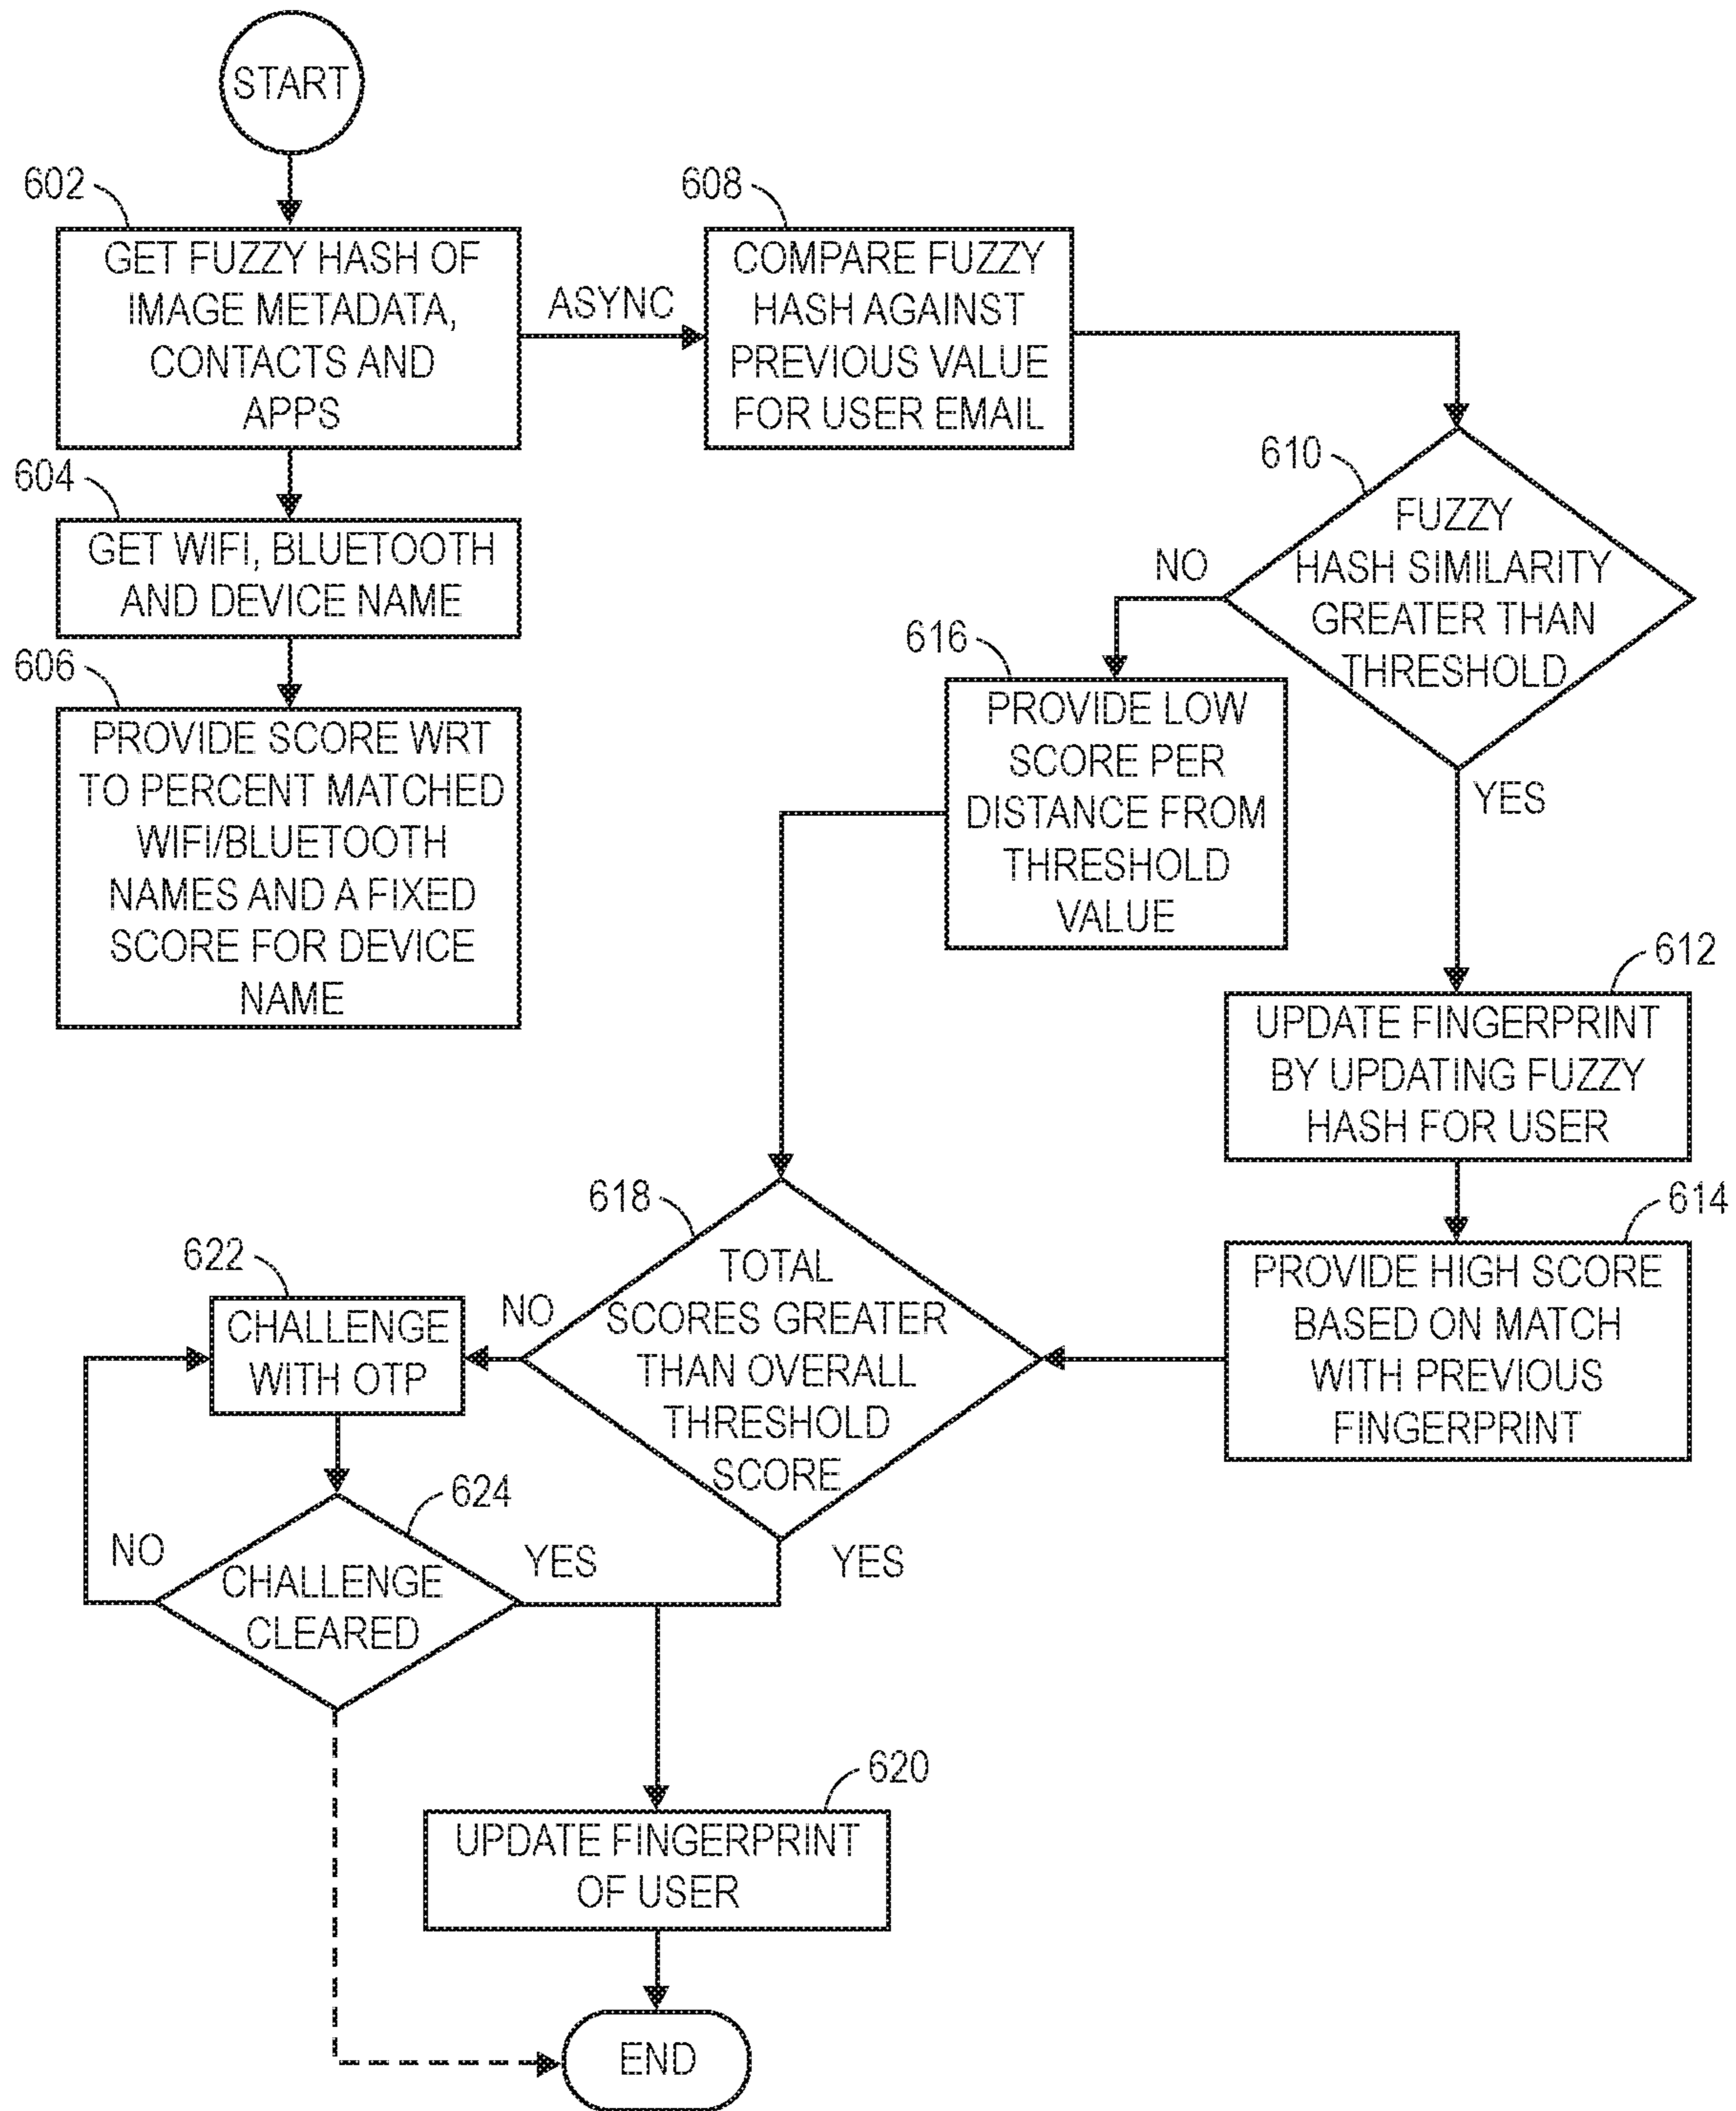 START
602
GET FUZZY HASH OF
IMAGE METADATA,
CONTACTS AND
APPS
ASYNC
608
COMPARE FUZZY
HASH AGAINST
PREVIOUS VALUE
FOR USER EMAIL
604
GET WIFI, BLUETOOTH
AND DEVICE NAME
606
PROVIDE SCORE WRT
TO PERCENT MATCHED
WIFI/BLUETOOTH
NAMES AND A FIXED
SCORE FOR DEVICE
NAME
610
FUZZY
HASH SIMILARITY
GREATER THAN
THRESHOLD
NO
YES
616
PROVIDE LOW
SCORE PER
DISTANCE FROM
THRESHOLD
VALUE
612
UPDATE FINGERPRINT
BY UPDATING FUZZY
HASH FOR USER
614
PROVIDE HIGH SCORE
BASED ON MATCH
WITH PREVIOUS
FINGERPRINT
618
TOTAL
SCORES GREATER
THAN OVERALL
THRESHOLD
SCORE
NO
YES
622
CHALLENGE
WITH OTP
624
CHALLENGE
CLEARED
NO
YES
620
UPDATE FINGERPRINT
OF USER
END